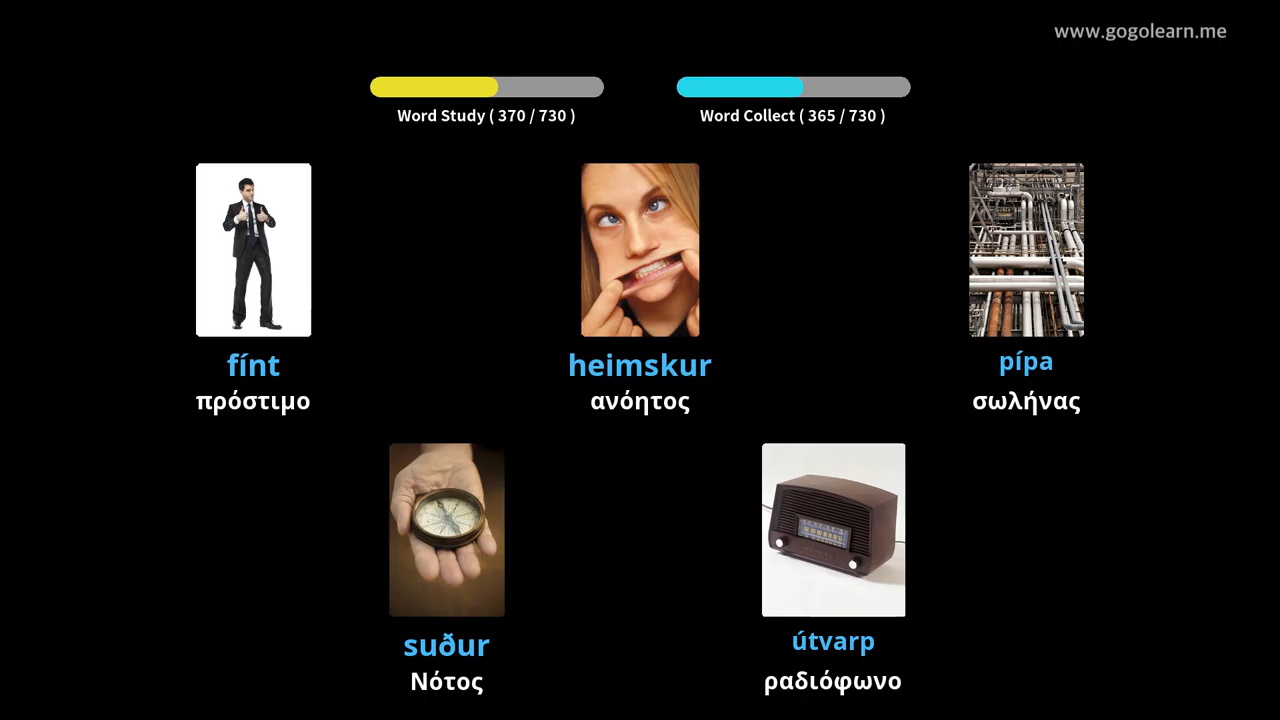 www.gogolearn.me
Word Study ( 370 / 730 )
Word Collect ( 365 / 730 )
fínt
πρόστιμο
heimskur
ανόητος
pípa
σωλήνας
suður
Νότος
útvarp
ραδιόφωνο